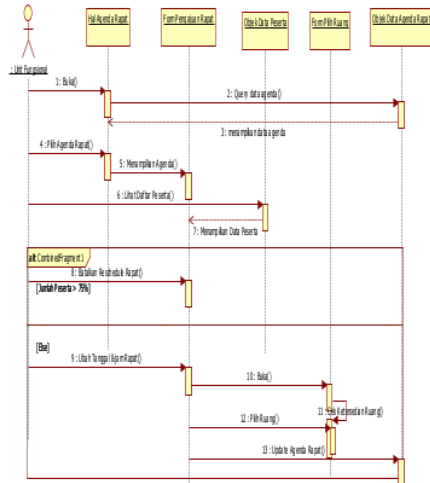 Hal Agenda Rapat
Form Pengajuan Rapat
Objek Data Peserta
Form Pilih Ruang
Objek Data Agenda Rapat
: Unit Fungsional
1 : Buka()
2 : Query data agenda()
3 : menampilkan data agenda
4 : Pilih Agenda Rapat()
5 : Menampilkan Agenda()
6 : Lihat Daftar Peserta()
7 : Menampilkan Data Peserta
alt CombinedFragment1
8 : Batalkan Reschedule Rapat()
[Jumlah Peserta > 75%]
[Else]
9 : Ubah Tanggal &Jam Rapat()
10 : Buka()
11 : Cek Ketersedian Ruang()
12 : Pilih Ruang()
13 : Update Agenda Rapat()